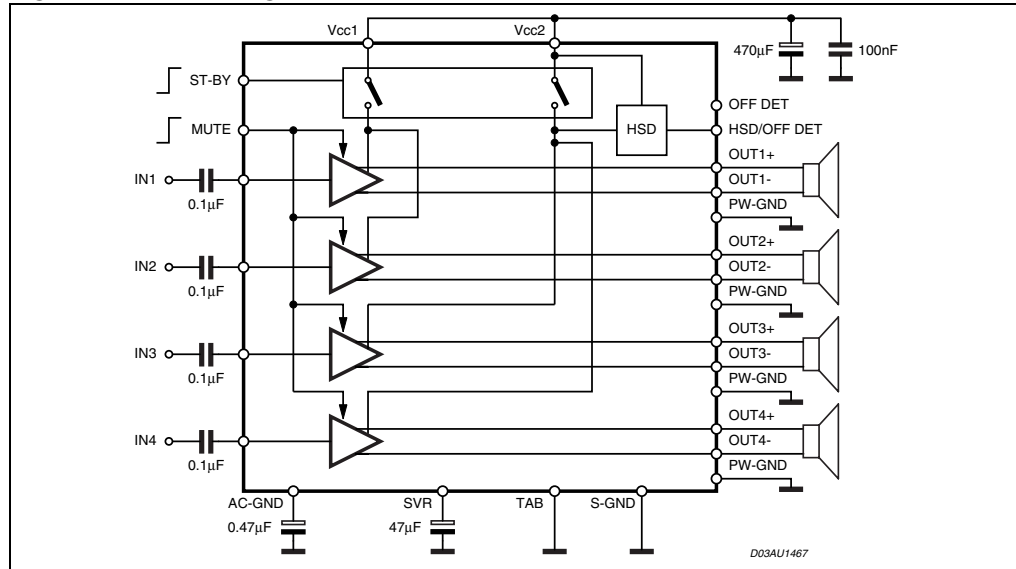 Vcc1
Vcc2
470µF
100nF
ST-BY
OFF DET
MUTE
HSD
HSD/OFF DET
OUT1+
IN1
OUT1-
0.1µF
PW-GND
OUT2+
IN2
OUT2-
0.1µF
PW-GND
OUT3+
IN3
OUT3-
0.1µF
PW-GND
OUT4+
IN4
OUT4-
0.1µF
PW-GND
AC-GND
SVR
TAB
S-GND
0.47µF
47µF
D03AU1467